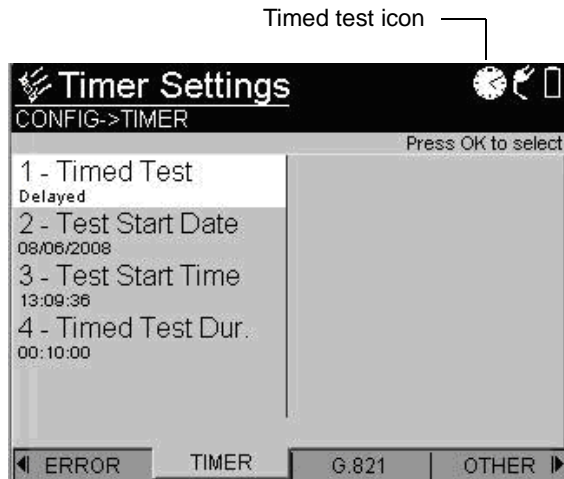 Timed test icon
Timer Settings
CONFIG->TIMER
Press OK to select
1 - Timed Test
Delayed
2 - Test Start Date
08/06/2008
3 - Test Start Time
13:09:36
4 - Timed Test Dur.
00:10:00
ERROR TIMER G.821 OTHER